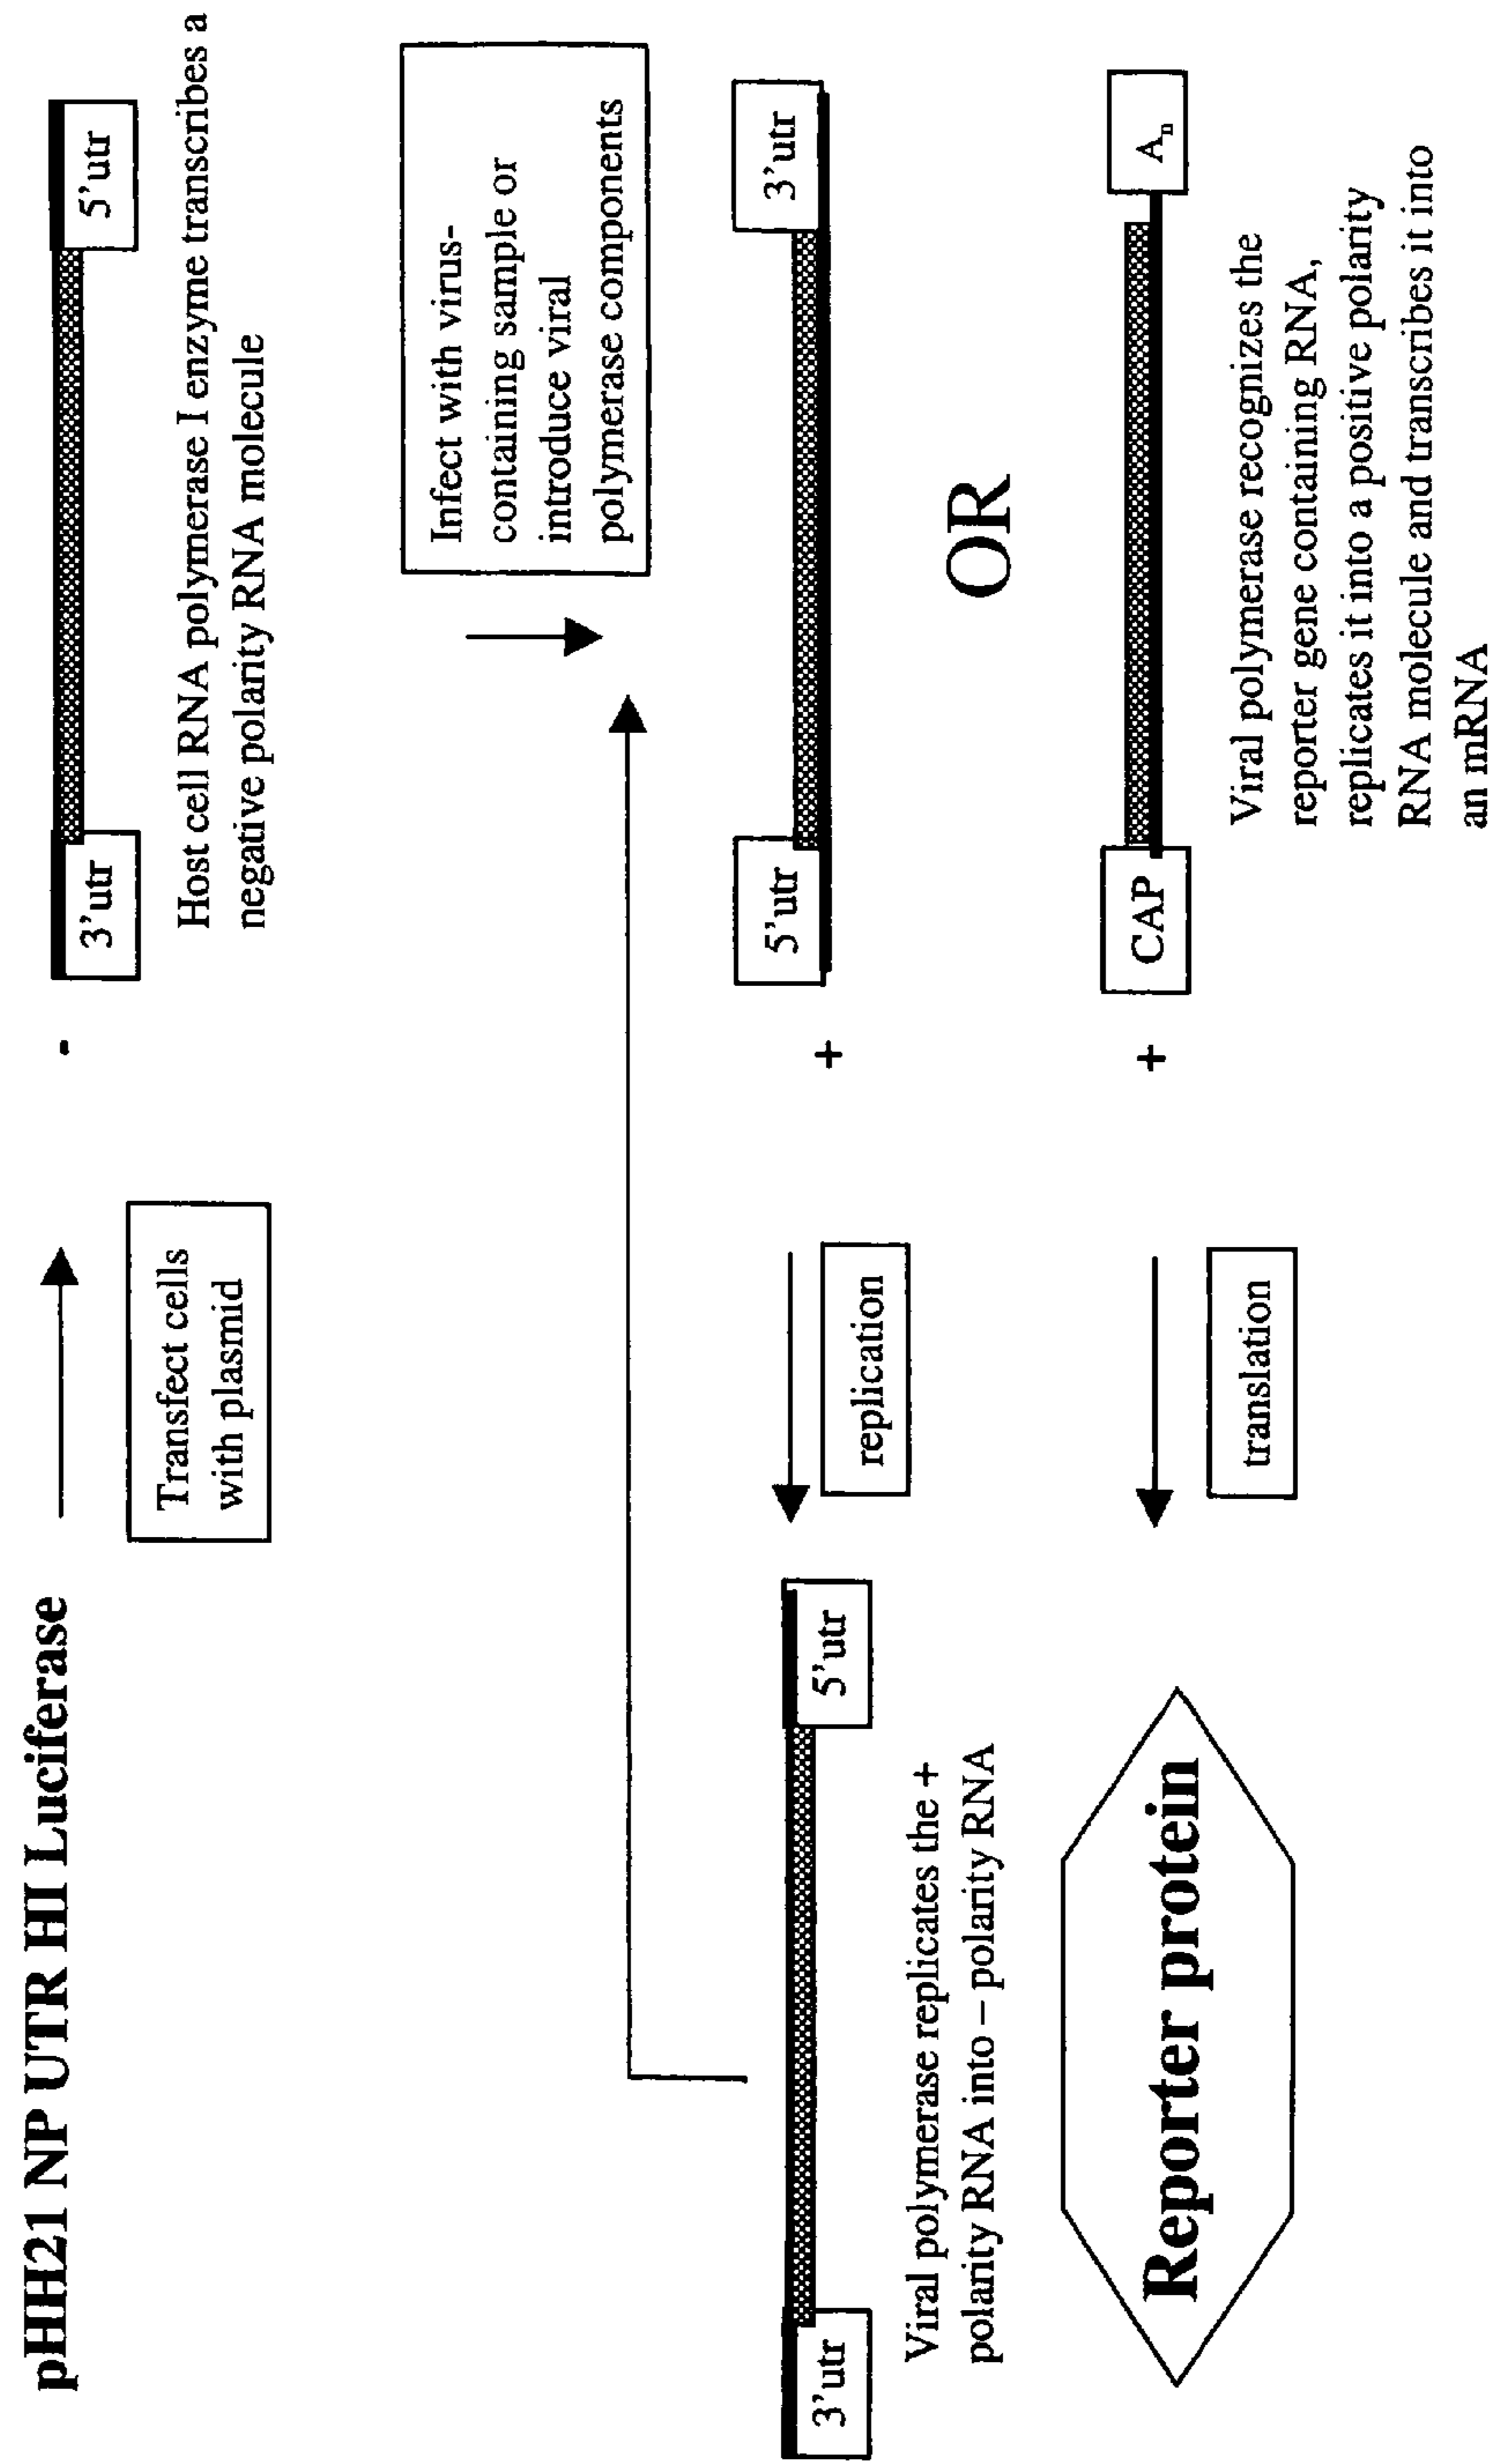 pHH21 NP UTR HI Luciferase
Transfect cells
with plasmid
-
3'utr
5'utr
Host cell RNA polymerase I enzyme transcribes a
negative polarity RNA molecule
Infect with virus-
containing sample or
introduce viral
polymerase components
3'utr
5'utr
Viral polymerase replicates the +
polarity RNA into – polarity RNA
replication
+
5'utr
3'utr
OR
Reporter protein
translation
+
CAP
An
Viral polymerase recognizes the
reporter gene containing RNA,
replicates it into a positive polarity
RNA molecule and transcribes it into
an mRNA